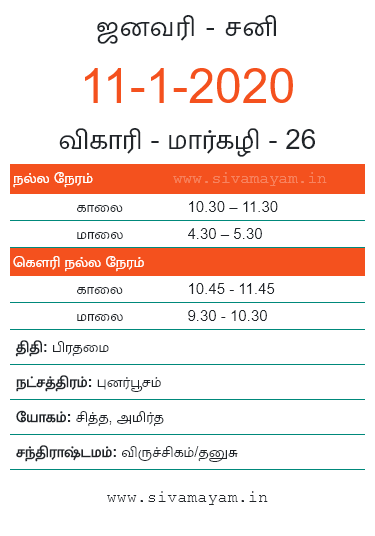 ஜனவரி - சனி
11-1-2020
விகாரி - மார்கழி - 26
நல்ல நேரம் www.sivamayam.in
காலை 10.30 – 11.30
மாலை 4.30 – 5.30
கௌரி நல்ல நேரம்
காலை 10.45 - 11.45
மாலை 9.30 - 10.30
திதி: பிரதமை
நட்சத்திரம்: புனர்பூசம்
யோகம்: சித்த, அமிர்த
சந்திராஷ்டமம்: விருச்சிகம்/தனுசு
www.sivamayam.in